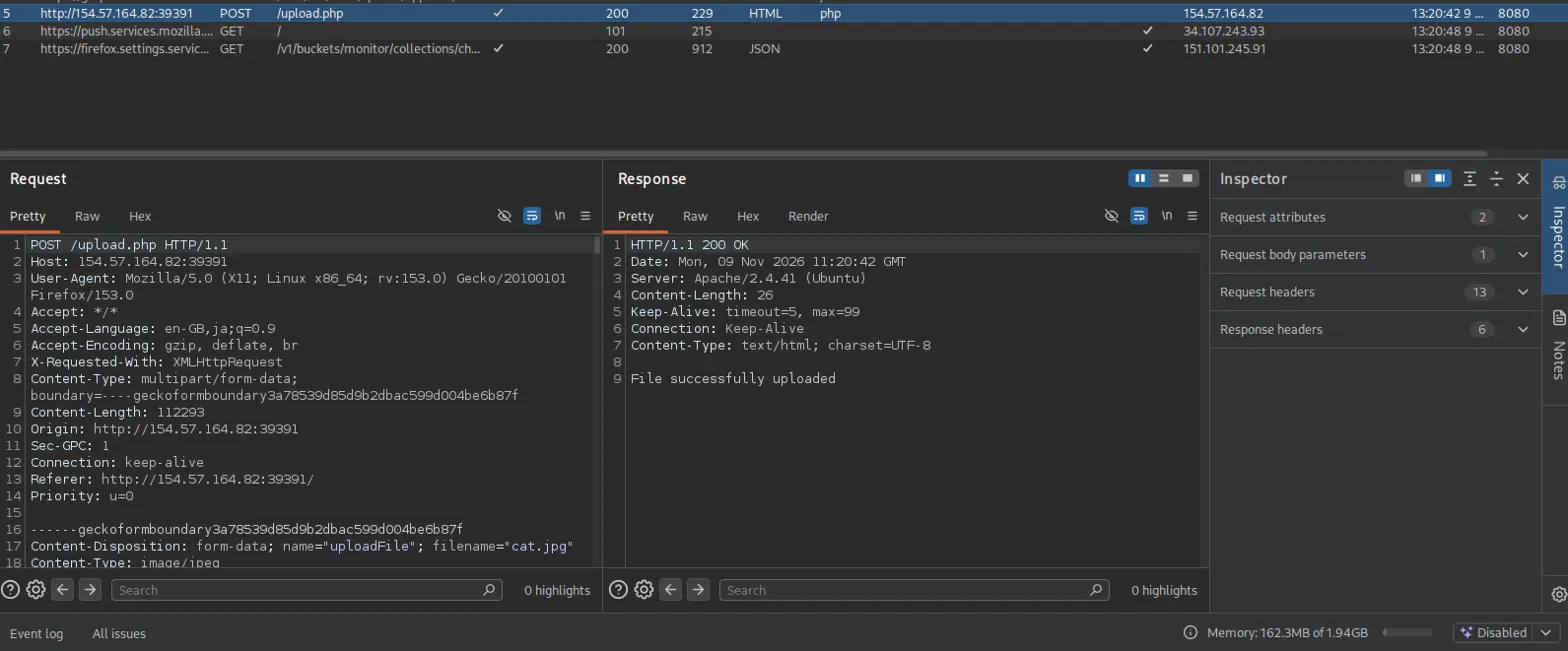 5 http://154.57.164.82:39391 POST /upload.php ✓ 200 229 HTML php 154.57.164.82 13:20:42 9 ... 8080
6 https://push.services.mozilla.... GET / 101 215 ✓ 34.107.243.93 13:20:48 9 ... 8080
7 https://firefox.settings.servic... GET /v1/buckets/monitor/collections/ch... ✓ 200 912 JSON ✓ 151.101.245.91 13:20:48 9 ... 8080
Request
Pretty Raw Hex \n
1 POST /upload.php HTTP/1.1
2 Host: 154.57.164.82:39391
3 User-Agent: Mozilla/5.0 (X11; Linux x86_64; rv:153.0) Gecko/20100101
Firefox/153.0
4 Accept: */*
5 Accept-Language: en-GB,ja;q=0.9
6 Accept-Encoding: gzip, deflate, br
7 X-Requested-With: XMLHttpRequest
8 Content-Type: multipart/form-data;
boundary=----geckoformboundary3a78539d85d9b2dbac599d004be6b87f
9 Content-Length: 112293
10 Origin: http://154.57.164.82:39391
11 Sec-GPC: 1
12 Connection: keep-alive
13 Referer: http://154.57.164.82:39391/
14 Priority: u=0
15
16 ------geckoformboundary3a78539d85d9b2dbac599d004be6b87f
17 Content-Disposition: form-data; name="uploadFile"; filename="cat.jpg"
18 Content-Type: image/jpeg
Search 0 highlights
Response
Pretty Raw Hex Render \n
1 HTTP/1.1 200 OK
2 Date: Mon, 09 Nov 2026 11:20:42 GMT
3 Server: Apache/2.4.41 (Ubuntu)
4 Content-Length: 26
5 Keep-Alive: timeout=5, max=99
6 Connection: Keep-Alive
7 Content-Type: text/html; charset=UTF-8
8
9 File successfully uploaded
Search 0 highlights
Inspector
Request attributes 2
Request body parameters 1
Request headers 13
Response headers 6
Inspector
Notes
Event log All issues Memory: 162.3MB of 1.94GB Disabled